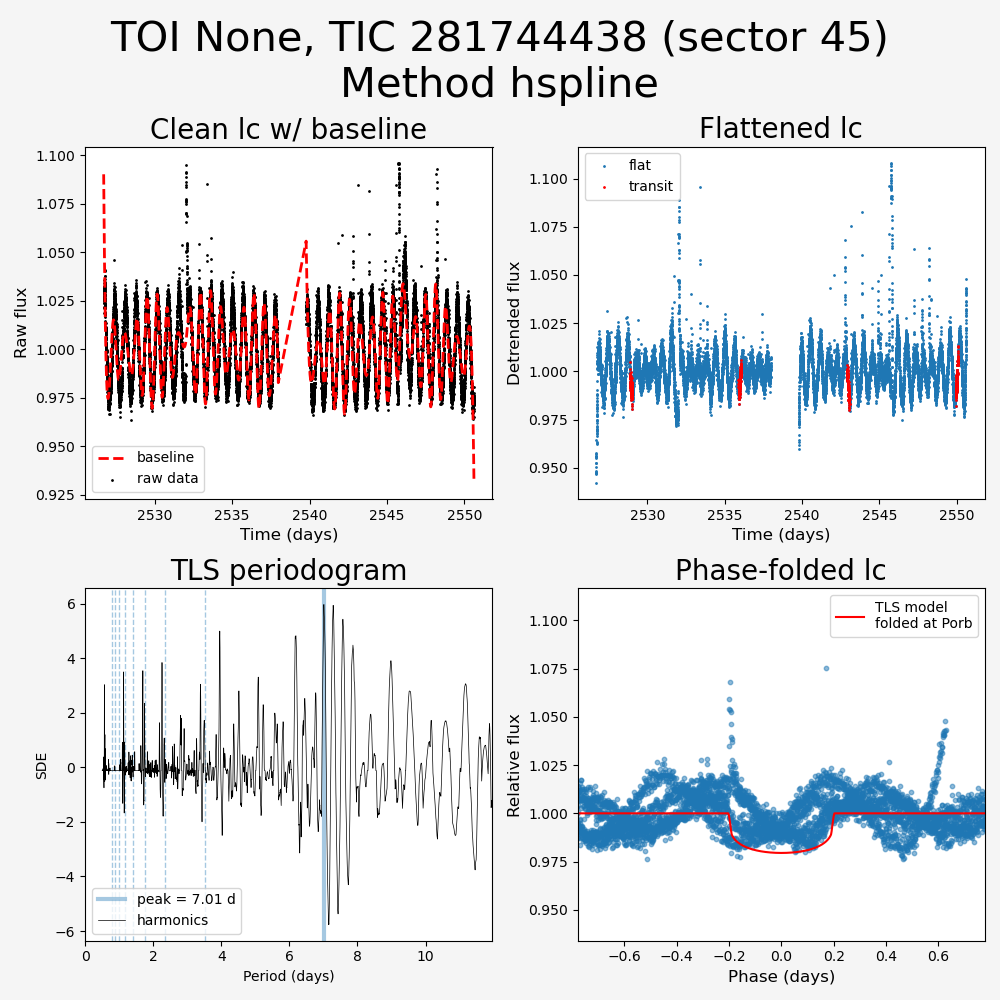 TOI None, TIC 281744438 (sector 45)
Method hspline
Clean lc w/ baseline
Flattened lc
1.100
1.075
1.050
1.025
1.000
0.975
0.950
0.925
Raw flux
baseline
raw data
2530
2535
2540
2545
2550
Time (days)
1.100
1.075
1.050
1.025
1.000
0.975
0.950
Detrended flux
flat
transit
2530
2535
2540
2545
2550
Time (days)
TLS periodogram
Phase-folded lc
6
4
2
0
−2
−4
−6
SDE
peak = 7.01 d
harmonics
0
2
4
6
8
10
Period (days)
1.100
1.075
1.050
1.025
1.000
0.975
0.950
Relative flux
TLS model
folded at Porb
−0.6
−0.4
−0.2
0.0
0.2
0.4
0.6
Phase (days)